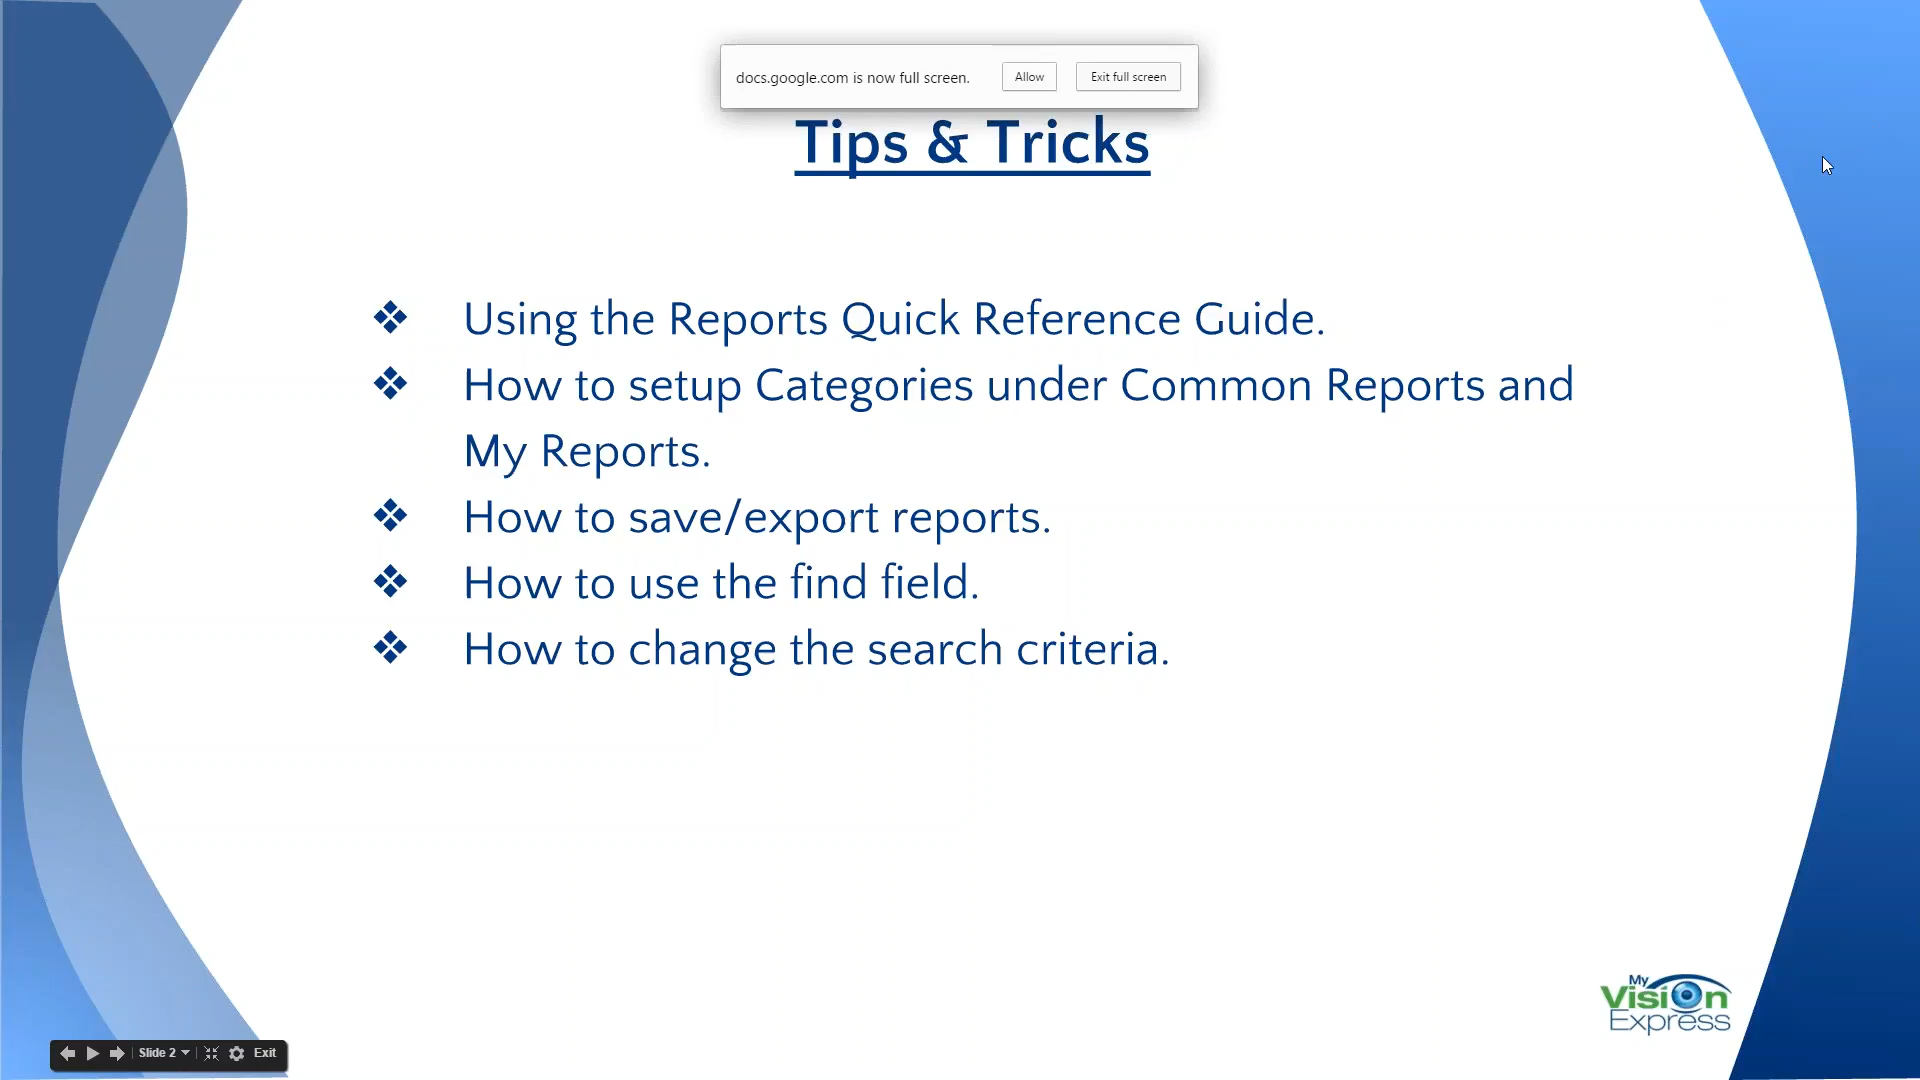 docs.google.com is now full screen. Allow Exit full screen
Tips & Tricks
❖ Using the Reports Quick Reference Guide.
❖ How to setup Categories under Common Reports and
My Reports.
❖ How to save/export reports.
❖ How to use the find field.
❖ How to change the search criteria.
My
Vision
Express
Slide 2 Exit